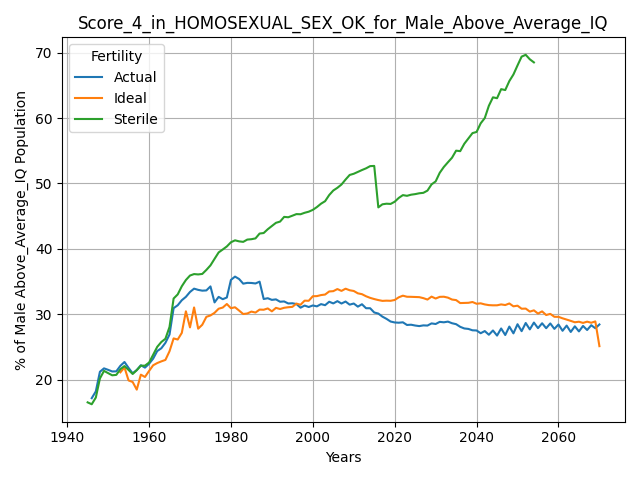 Score_4_in_HOMOSEXUAL_SEX_OK_for_Male_Above_Average_IQ
Fertility
Actual
Ideal
Sterile
% of Male Above_Average_IQ Population
70
60
50
40
30
20
1940 1960 1980 2000 2020 2040 2060
Years